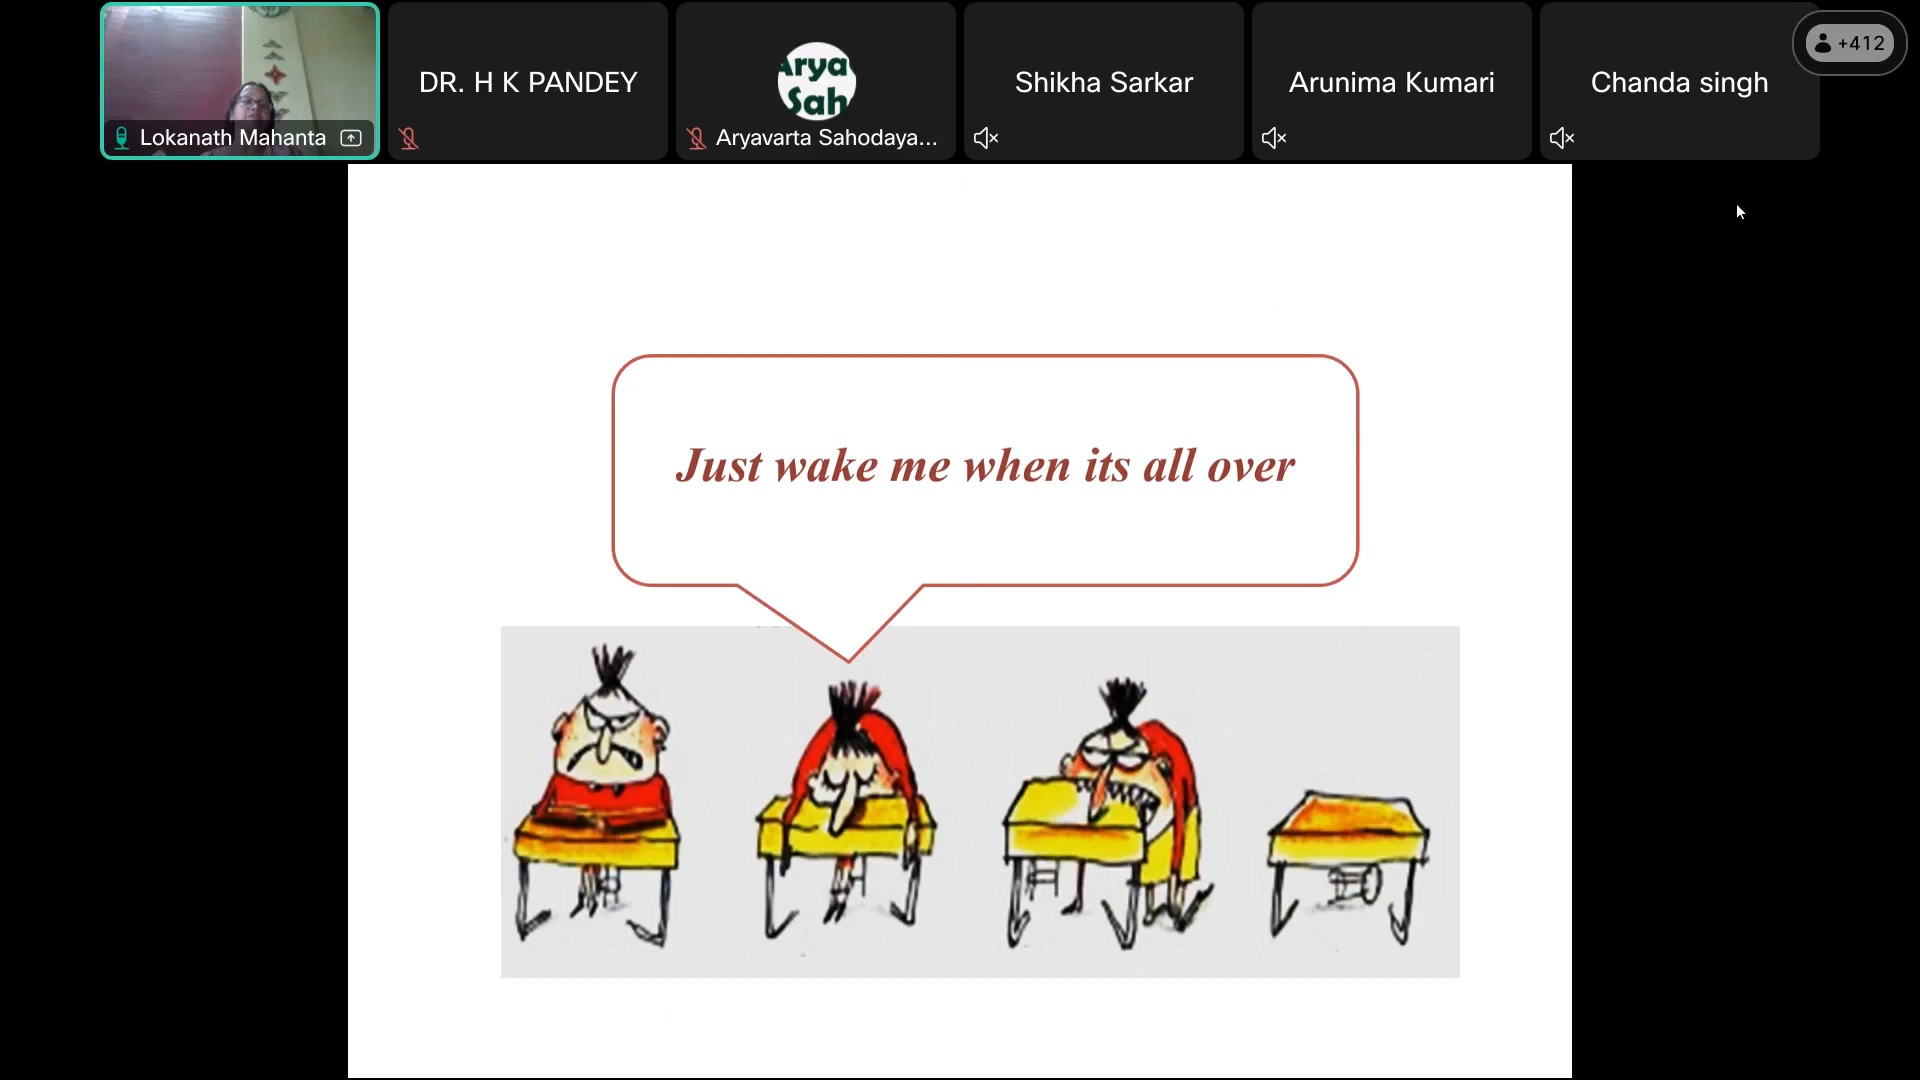 Lokanath Mahanta
DR. H K PANDEY
Arya
Sah
Aryavarta Sahodaya...
Shikha Sarkar
Arunima Kumari
Chanda singh
+412
Just wake me when its all over